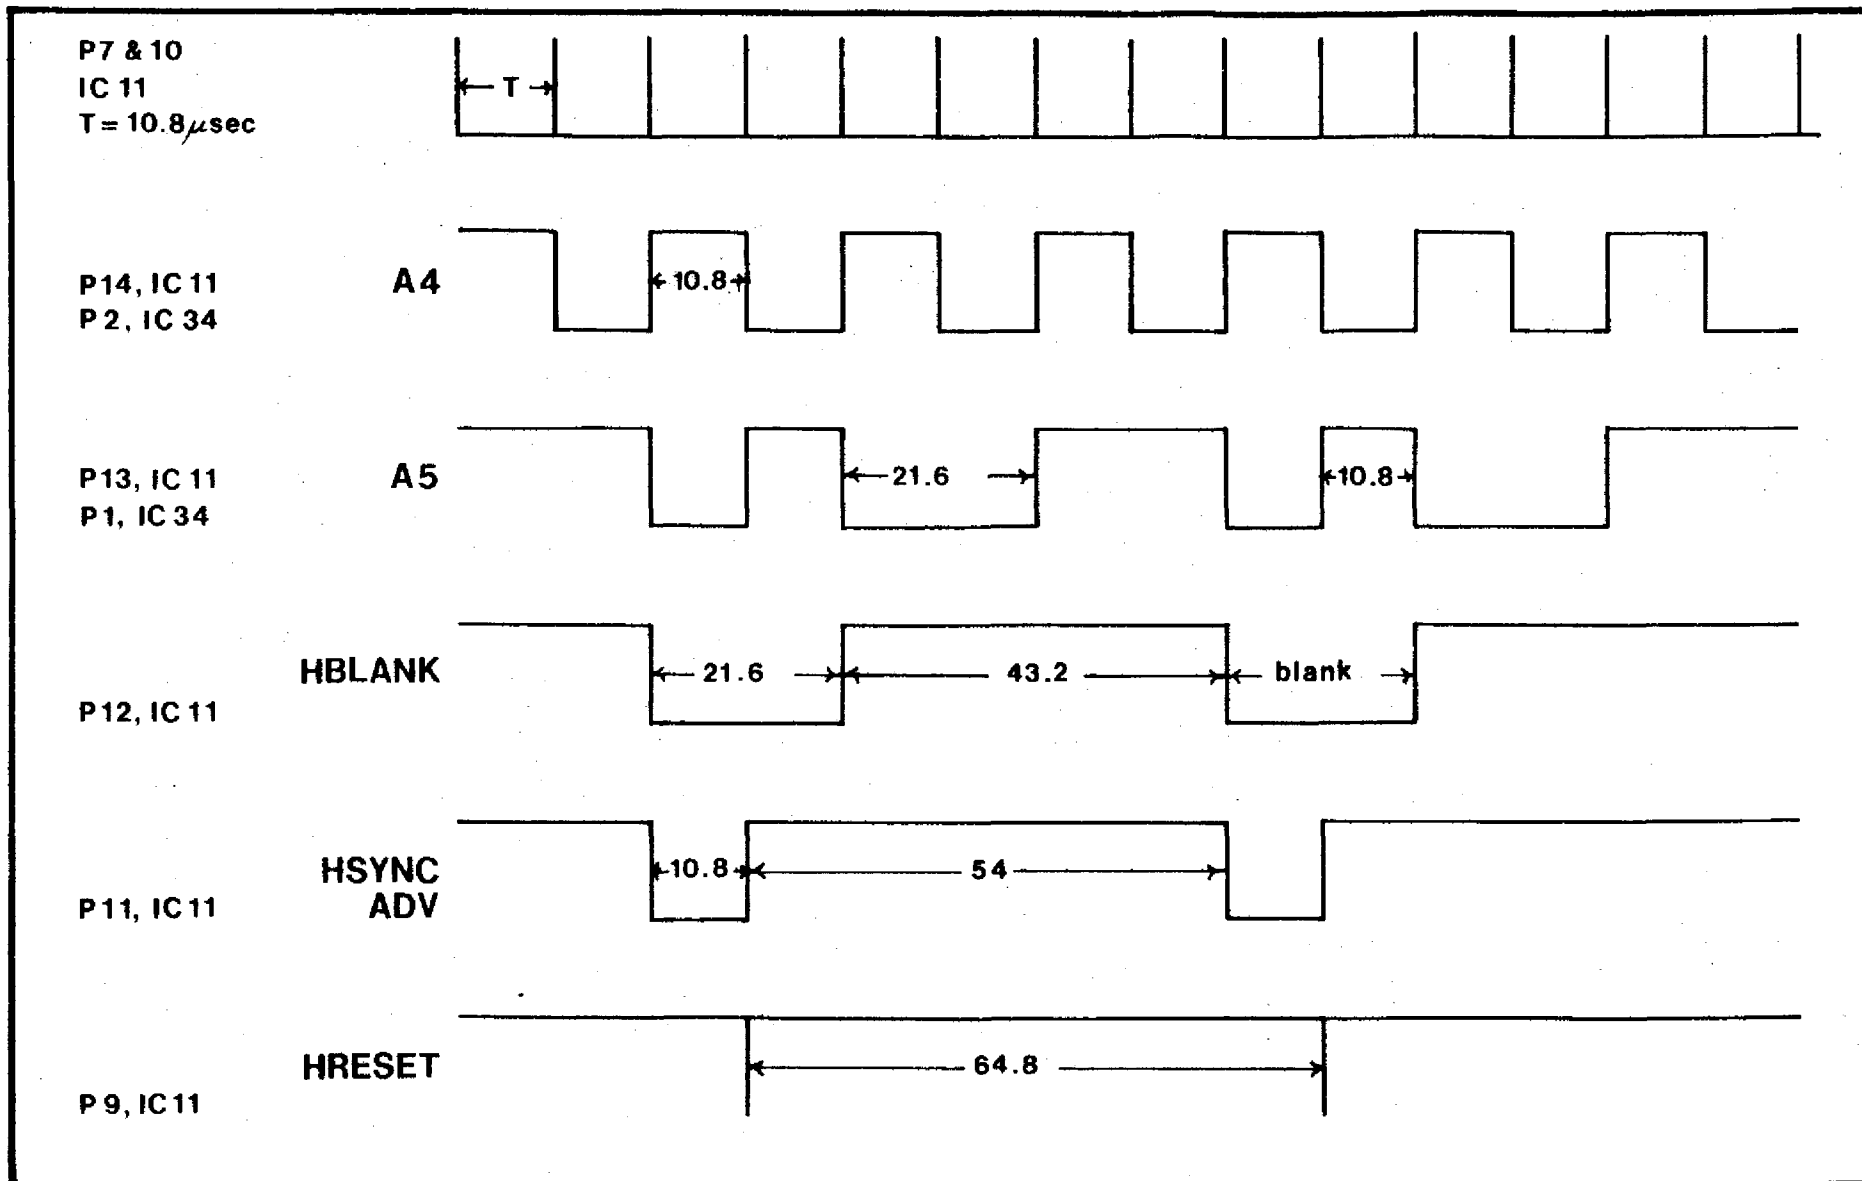 P7 & 10
IC 11
T = 10.8μsec
T
P14, IC 11
P 2, IC 34
A4
10.8
P13, IC 11
P1, IC 34
A5
21.6
10.8
HBLANK
21.6
43.2
blank
P12, IC 11
HSYNC
ADV
10.8
54
P11, IC 11
HRESET
64.8
P 9, IC 11